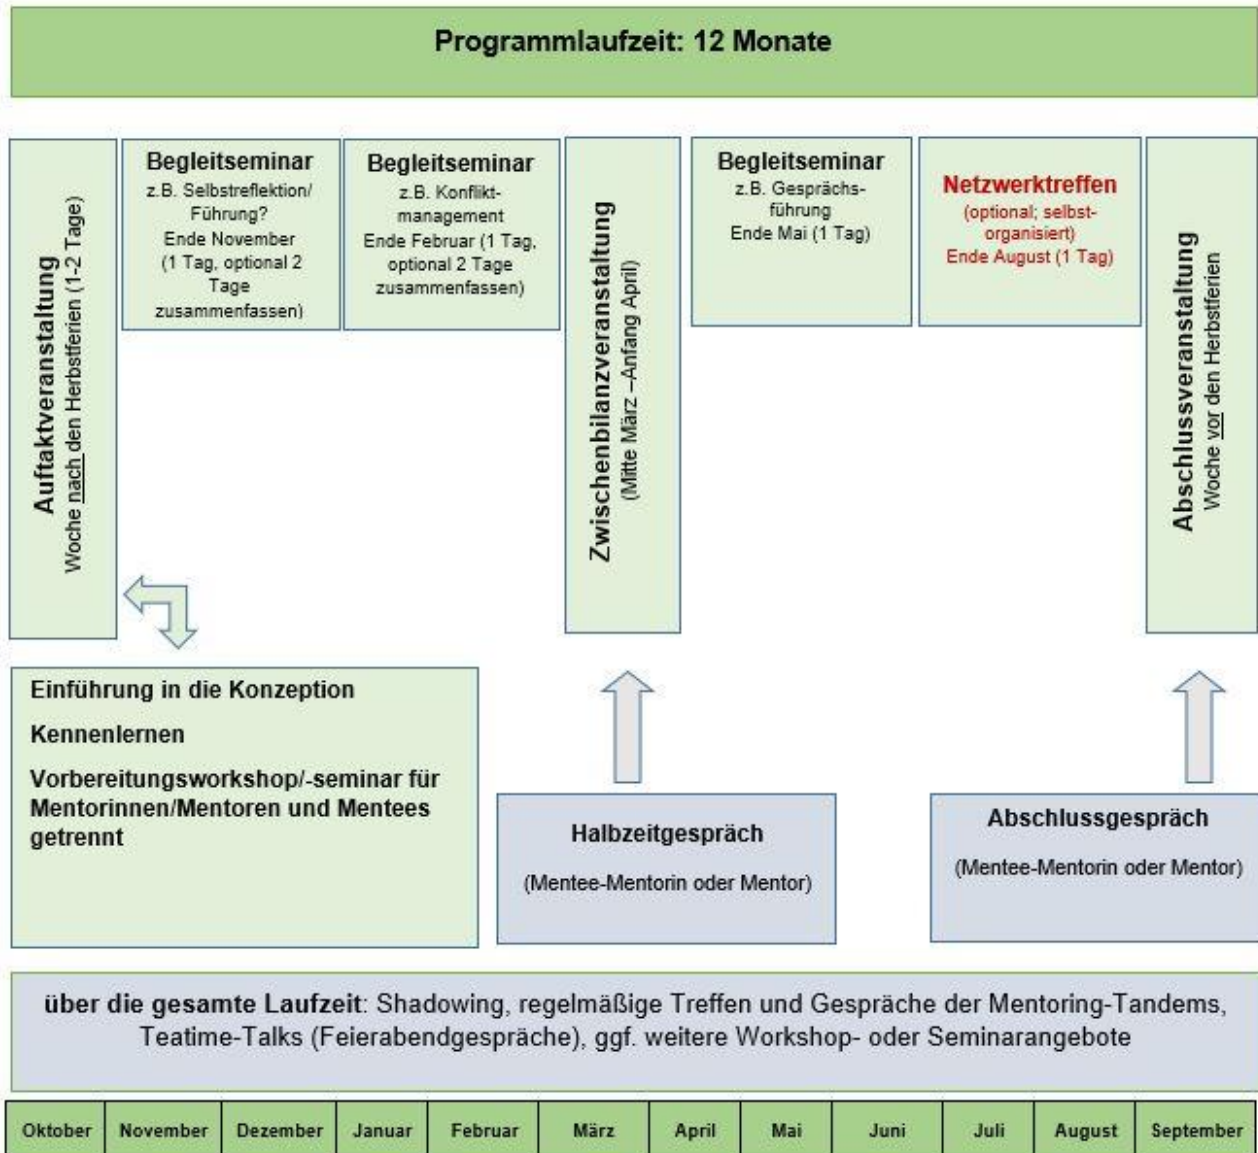 Programmlaufzeit: 12 Monate
Auftaktveranstaltung
Woche nach den Herbstferien (1-2 Tage)
Begleitseminar
z.B. Selbstreflektion/
Führung?
Ende November
(1 Tag, optional 2
Tage
zusammenfassen)
Begleitseminar
z.B. Konflikt-
management
Ende Februar (1 Tag,
optional 2 Tage
zusammenfassen)
Zwischenbilanzveranstaltung
(Mitte März –Anfang April)
Begleitseminar
z.B. Gesprächs-
führung
Ende Mai (1 Tag)
Netzwerktreffen
(optional; selbst-
organisiert)
Ende August (1 Tag)
Abschlussveranstaltung
Woche vor den Herbstferien
Einführung in die Konzeption
Kennenlernen
Vorbereitungsworkshop/-seminar für
Mentorinnen/Mentoren und Mentees
getrennt
Halbzeitgespräch
(Mentee-Mentorin oder Mentor)
Abschlussgespräch
(Mentee-Mentorin oder Mentor)
über die gesamte Laufzeit: Shadowing, regelmäßige Treffen und Gespräche der Mentoring-Tandems,
Teatime-Talks (Feierabendgespräche), ggf. weitere Workshop- oder Seminarangebote
Oktober November Dezember Januar Februar März April Mai Juni Juli August September